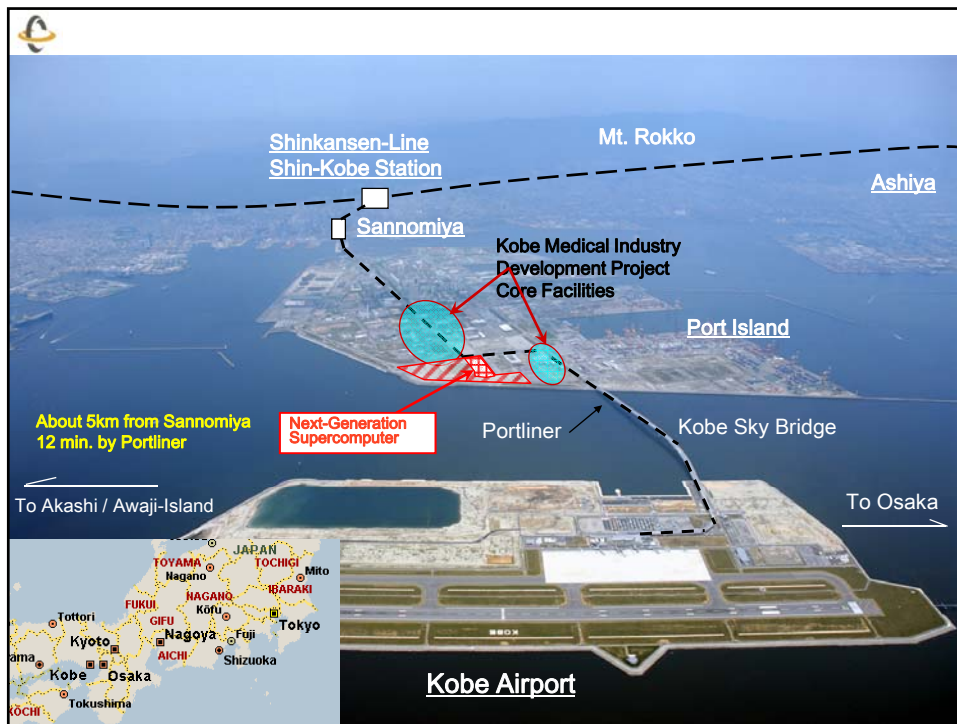 Mt. Rokko
Shinkansen-Line
Shin-Kobe Station
Ashiya
Sannomiya
Kobe Medical Industry
Development Project
Core Facilities
Port Island
About 5km from Sannomiya
12 min. by Portliner
Next-Generation
Supercomputer
Portliner
Kobe Sky Bridge
To Akashi / Awaji-Island
To Osaka
JAPAN
TOYAMA
TOCHIGI
Nagano
Mito
NAGANO
IBARAKI
FUKUI
Tottori
GIFU
Kōfu
Tokyo
Kyoto
Nagoya
Fuji
AICHI
Shizuoka
Kobe
Osaka
Tokushima
KŌCHI
KOBE
Kobe Airport